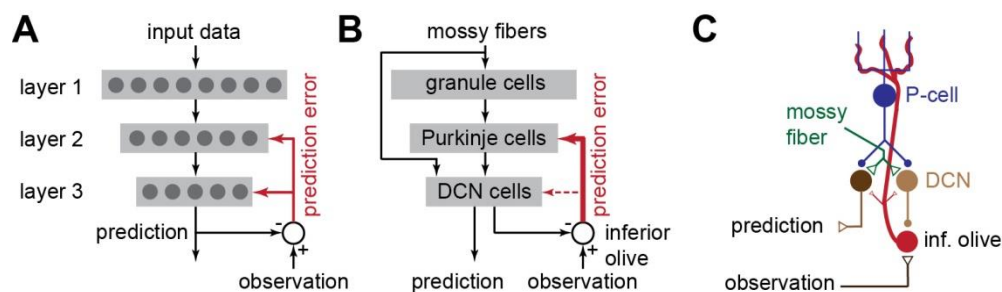 A
input data
layer 1
layer 2
layer 3
prediction error
prediction
-
+
observation
B
mossy fibers
granule cells
Purkinje cells
DCN cells
prediction error
-
+
inferior
olive
prediction
observation
C
P-cell
mossy
fiber
DCN
prediction
inf. olive
observation